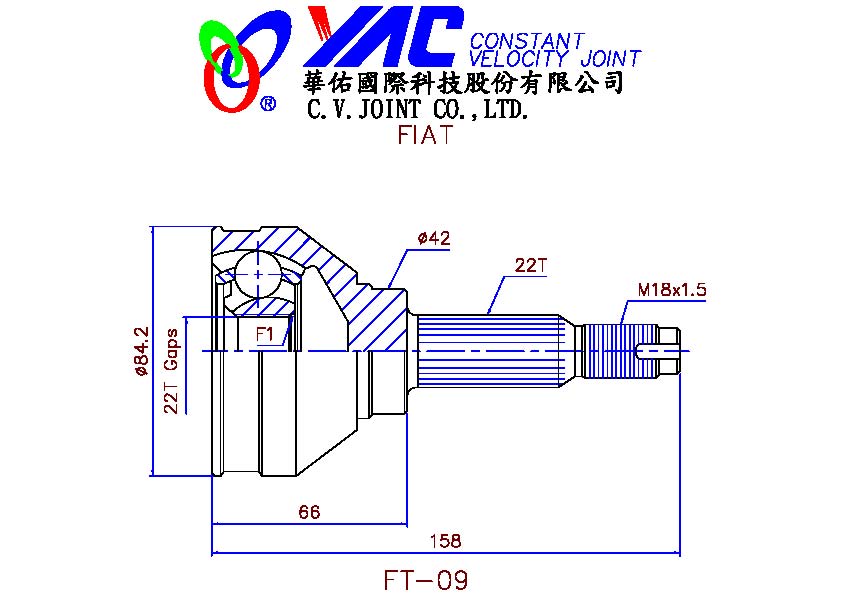 YAC CONSTANT
VELOCITY JOINT
®
華佑國際科技股份有限公司
C.V.JOINT CO.,LTD.
FIAT
ø42
22T
M18x1.5
F1
ø84.2
22T Gaps
66
158
FT-09